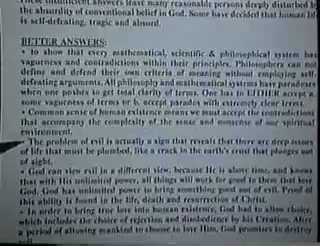 These insufficient answers leave many reasonable persons deeply disturbed by
the absurdity of conventional belief in God. Some have decided that human life
is self-defeating, tragic and absurd.
BETTER ANSWERS:
• to show that every mathematical, scientific & philosophical system has
vagueness and contradictions within their principles. Philosophers can not
define and defend their own criteria of meaning without employing self-
defeating arguments. All philosophy and mathematical systems have paradoxes
when one pushes to get total clarity of terms. One has to EITHER accept a.
some vagueness of terms or b. accept paradox with extremely clear terms.
• Common sense of human existence means we must accept the contradictions
that accompany the complexity of the sense and nonsense of our spiritual
environment.
• The problem of evil is actually a sign that reveals that there are deep issues
of life that must be plumbed, like a crack in the earth's crust that plunges out
of sight.
• God can view evil in a different view, because He is above time, and knows
that with His unlimited power, all things will work for good to them that love
God. God has unlimited power to bring something good out of evil. Proof of
this ability is found in the life, death and resurrection of Christ.
• In order to bring true love into human existence, God had to allow choice,
which includes the choice of rejection and disobedience by his Creation. After
a period of allowing mankind to choose to love Him, God promises to destroy